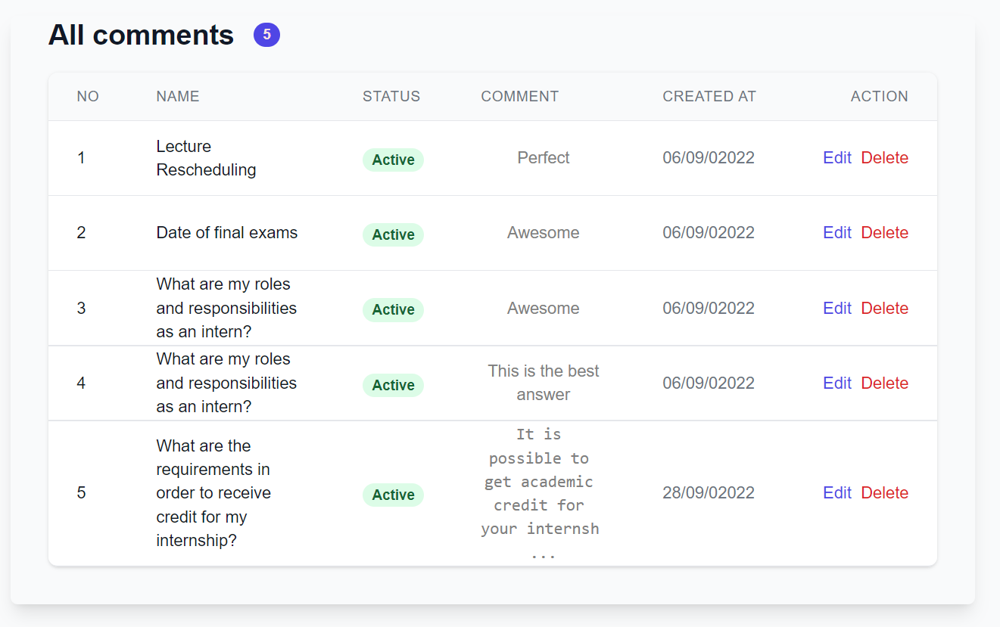 All comments 5
NO NAME STATUS COMMENT CREATED AT ACTION
1 Lecture Rescheduling Active Perfect 06/09/02022 Edit Delete
2 Date of final exams Active Awesome 06/09/02022 Edit Delete
3 What are my roles and responsibilities as an intern? Active Awesome 06/09/02022 Edit Delete
4 What are my roles and responsibilities as an intern? Active This is the best answer 06/09/02022 Edit Delete
5 What are the requirements in order to receive credit for my internship? Active It is possible to get academic credit for your internsh ... 28/09/02022 Edit Delete